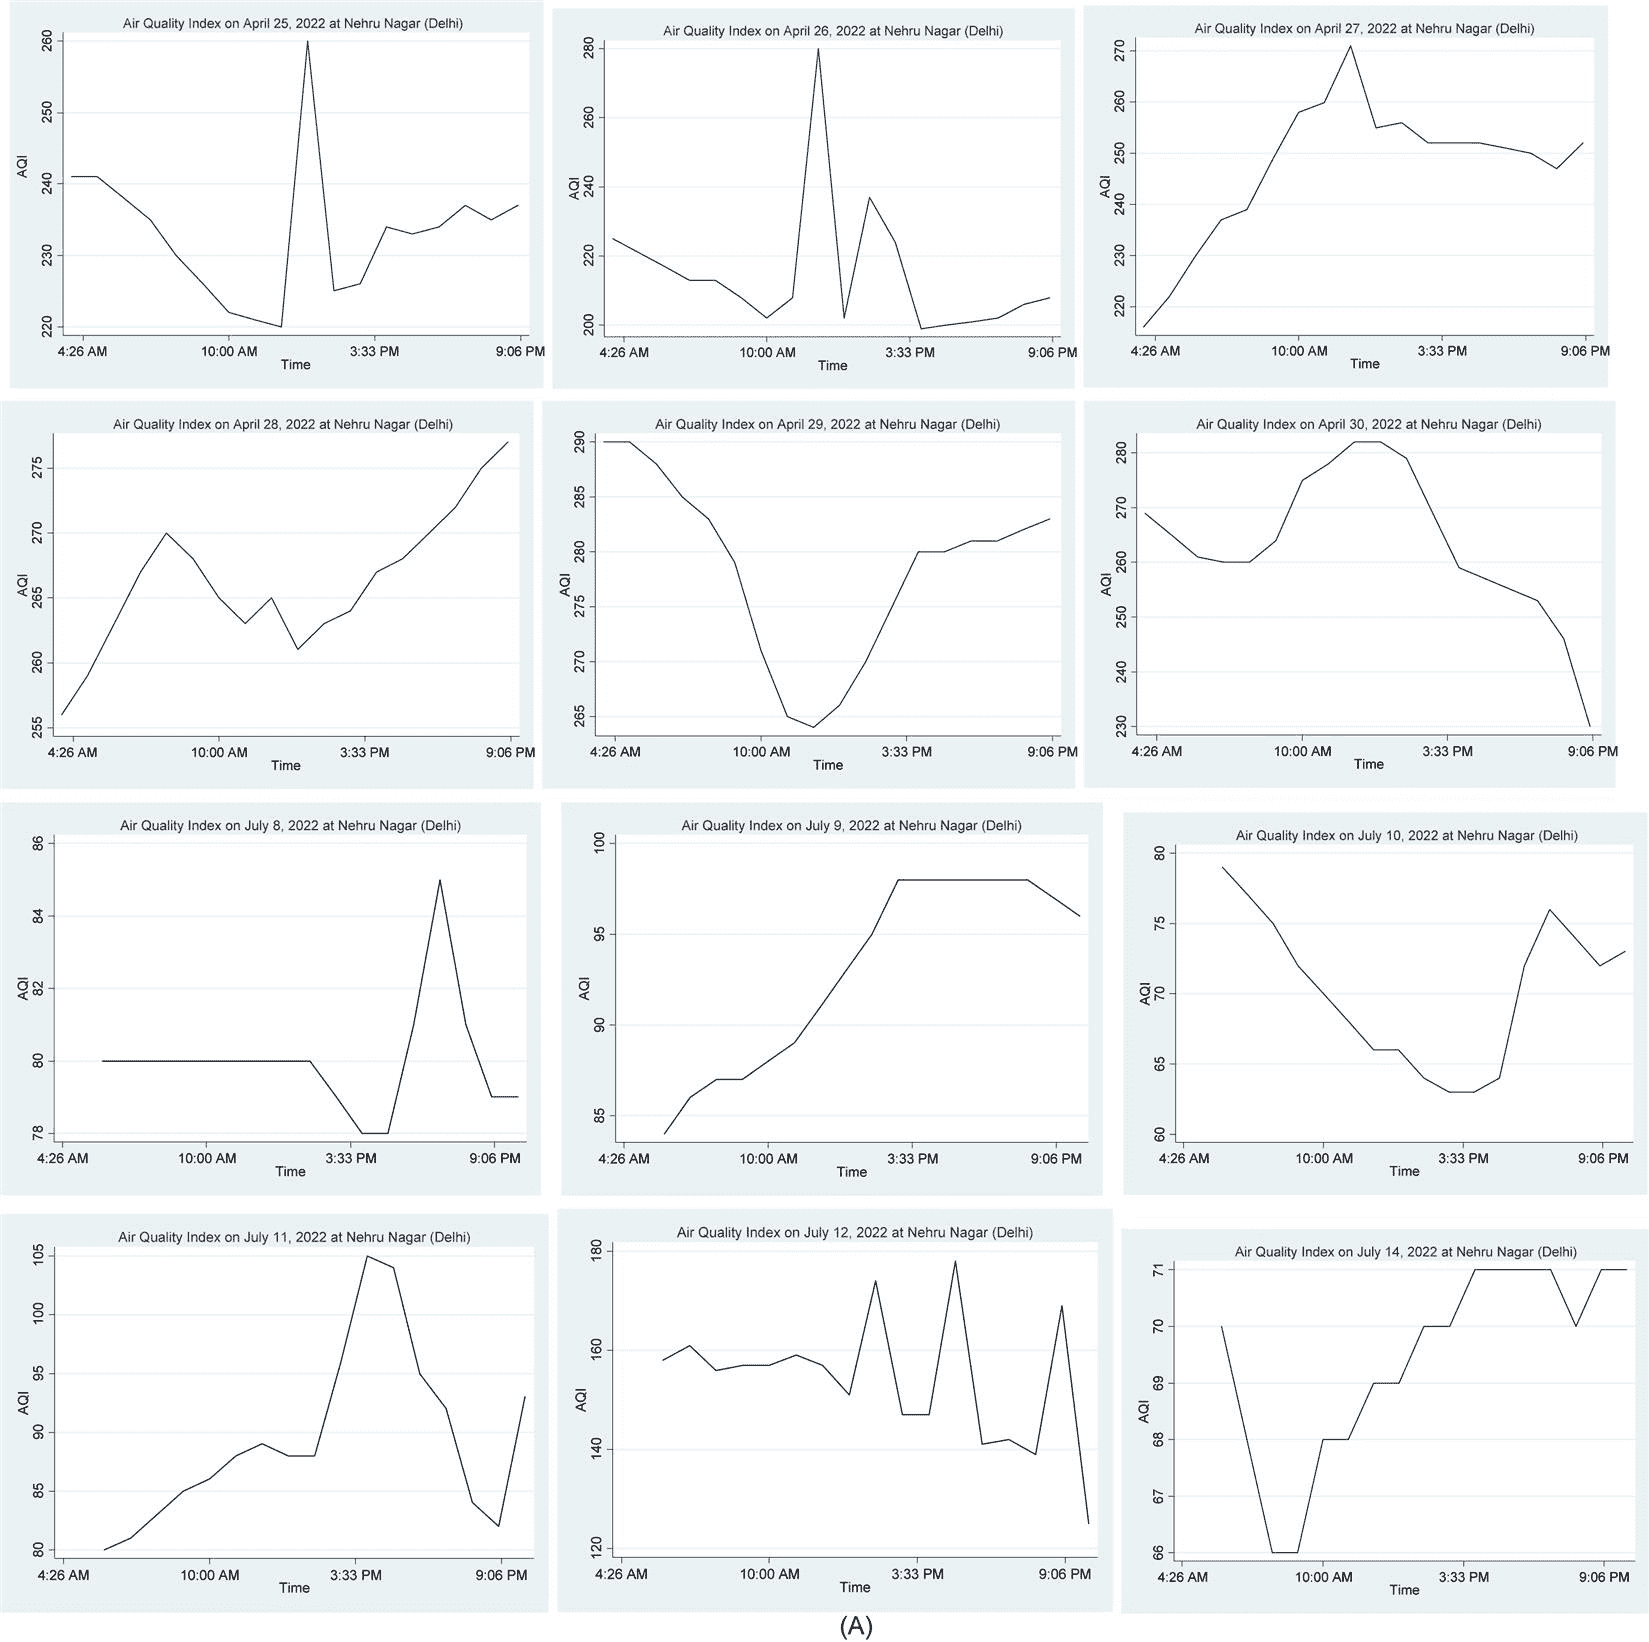 Air Quality Index on April 25, 2022 at Nehru Nagar (Delhi)
260
250
240
230
220
AQI
4:26 AM 10:00 AM 3:33 PM 9:06 PM
Time
Air Quality Index on April 26, 2022 at Nehru Nagar (Delhi)
280
260
240
220
200
AQI
4:26 AM 10:00 AM 3:33 PM 9:06 PM
Time
Air Quality Index on April 27, 2022 at Nehru Nagar (Delhi)
270
260
250
240
230
220
AQI
4:26 AM 10:00 AM 3:33 PM 9:06 PM
Time
Air Quality Index on April 28, 2022 at Nehru Nagar (Delhi)
275
270
265
260
255
AQI
4:26 AM 10:00 AM 3:33 PM 9:06 PM
Time
Air Quality Index on April 29, 2022 at Nehru Nagar (Delhi)
290
285
280
275
270
265
AQI
4:26 AM 10:00 AM 3:33 PM 9:06 PM
Time
Air Quality Index on April 30, 2022 at Nehru Nagar (Delhi)
280
270
260
250
240
230
AQI
4:26 AM 10:00 AM 3:33 PM 9:06 PM
Time
Air Quality Index on July 8, 2022 at Nehru Nagar (Delhi)
86
84
82
80
78
AQI
4:26 AM 10:00 AM 3:33 PM 9:06 PM
Time
Air Quality Index on July 9, 2022 at Nehru Nagar (Delhi)
100
95
90
85
AQI
4:26 AM 10:00 AM 3:33 PM 9:06 PM
Time
Air Quality Index on July 10, 2022 at Nehru Nagar (Delhi)
80
75
70
65
60
AQI
4:26 AM 10:00 AM 3:33 PM 9:06 PM
Time
Air Quality Index on July 11, 2022 at Nehru Nagar (Delhi)
105
100
95
90
85
80
AQI
4:26 AM 10:00 AM 3:33 PM 9:06 PM
Time
Air Quality Index on July 12, 2022 at Nehru Nagar (Delhi)
180
160
140
120
AQI
4:26 AM 10:00 AM 3:33 PM 9:06 PM
Time
Air Quality Index on July 14, 2022 at Nehru Nagar (Delhi)
71
70
69
68
67
66
AQI
4:26 AM 10:00 AM 3:33 PM 9:06 PM
Time
(A)